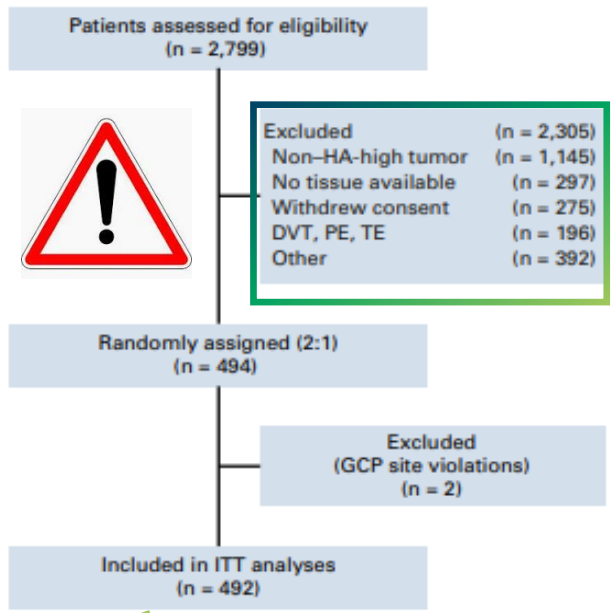 Patients assessed for eligibility
(n = 2,799)
Excluded (n = 2,305)
Non–HA-high tumor (n = 1,145)
No tissue available (n = 297)
Withdrew consent (n = 275)
DVT, PE, TE (n = 196)
Other (n = 392)
Randomly assigned (2:1)
(n = 494)
Excluded
(GCP site violations)
(n = 2)
Included in ITT analyses
(n = 492)